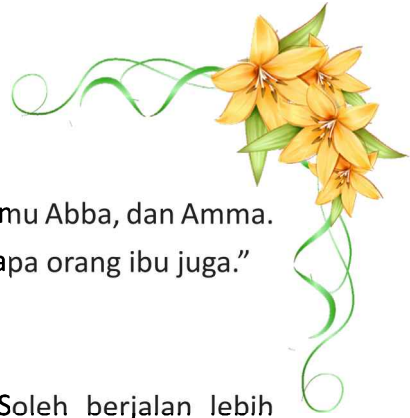 mu Abba, dan Amma.
apa orang ibu juga.”
Soleh berjalan lebih